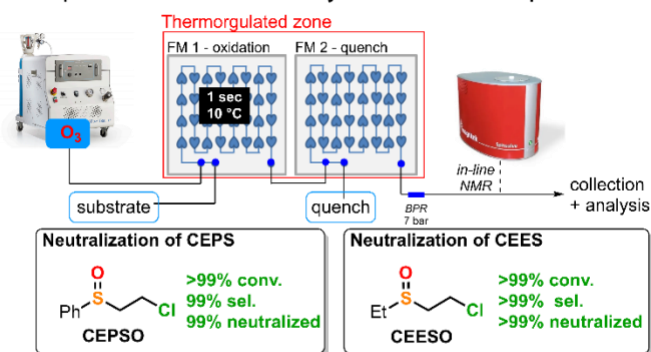 Thermorgulated zone
FM 1 - oxidation
FM 2 - quench
1 sec
10 °C
O3
substrate
quench
in-line
NMR
BPR
7 bar
collection
+ analysis
Neutralization of CEPS
O
Ph
S
Cl
CEPSO
>99% conv.
99% sel.
99% neutralized
Neutralization of CEES
O
Et
S
Cl
CEESO
>99% conv.
>99% sel.
>99% neutralized